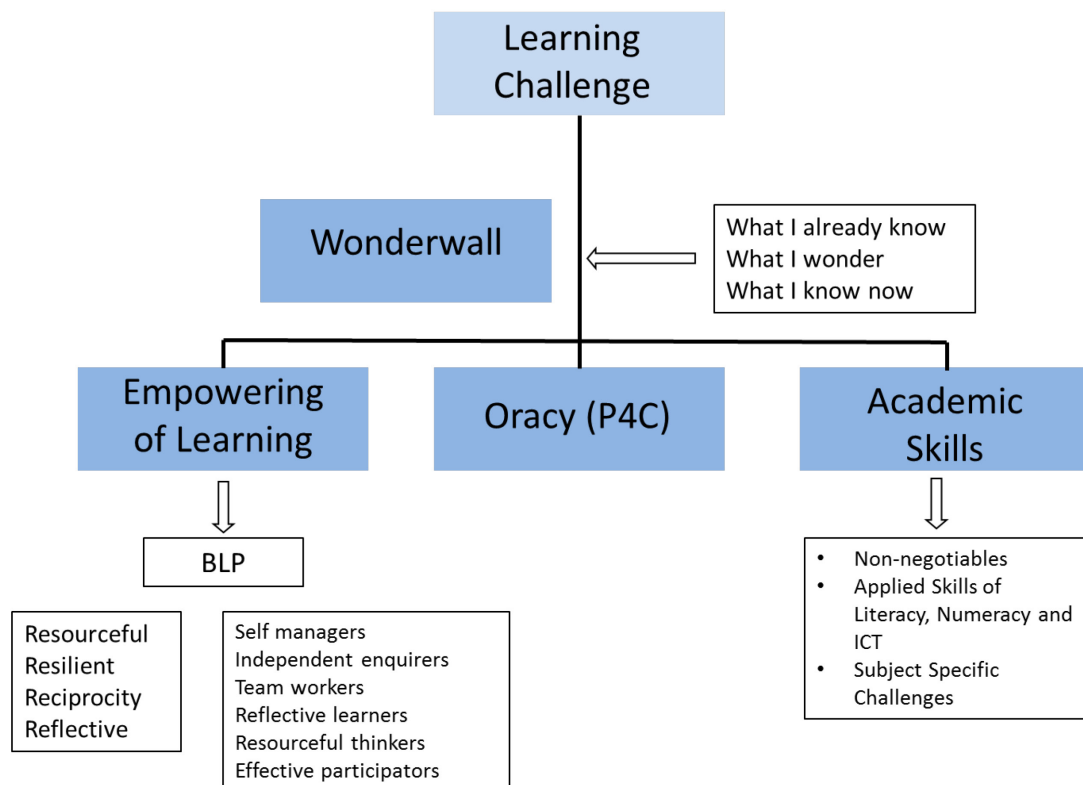 Learning
Challenge
Wonderwall
What I already know
What I wonder
What I know now
Empowering
of Learning
Oracy (P4C)
Academic
Skills
BLP
• Non-negotiables
• Applied Skills of
Literacy, Numeracy and
ICT
• Subject Specific
Challenges
Resourceful
Resilient
Reciprocity
Reflective
Self managers
Independent enquirers
Team workers
Reflective learners
Resourceful thinkers
Effective participators